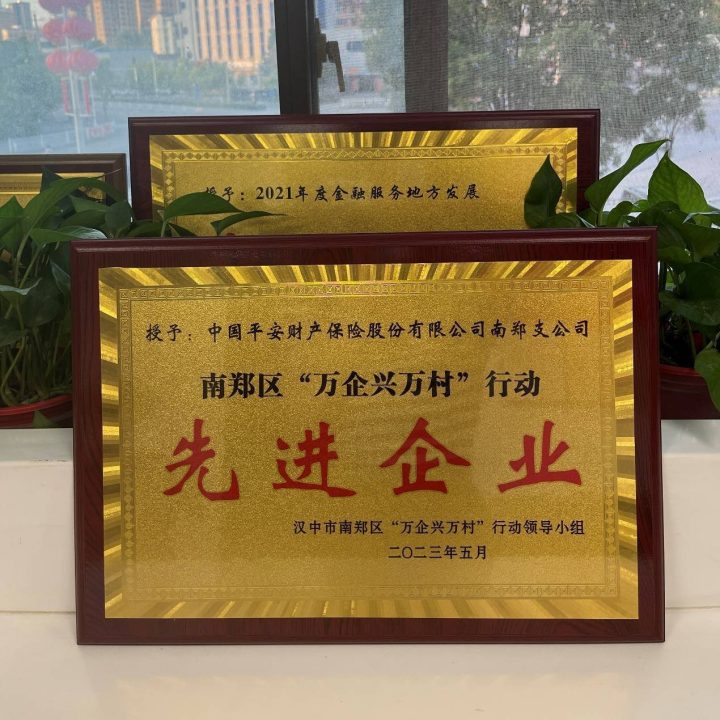 授予：2021年度金融服务地方发展
授予：中国平安财产保险股份有限公司南郑支公司
南郑区“万企兴万村”行动
先进企业
汉中市南郑区“万企兴万村”行动领导小组
二〇二三年五月